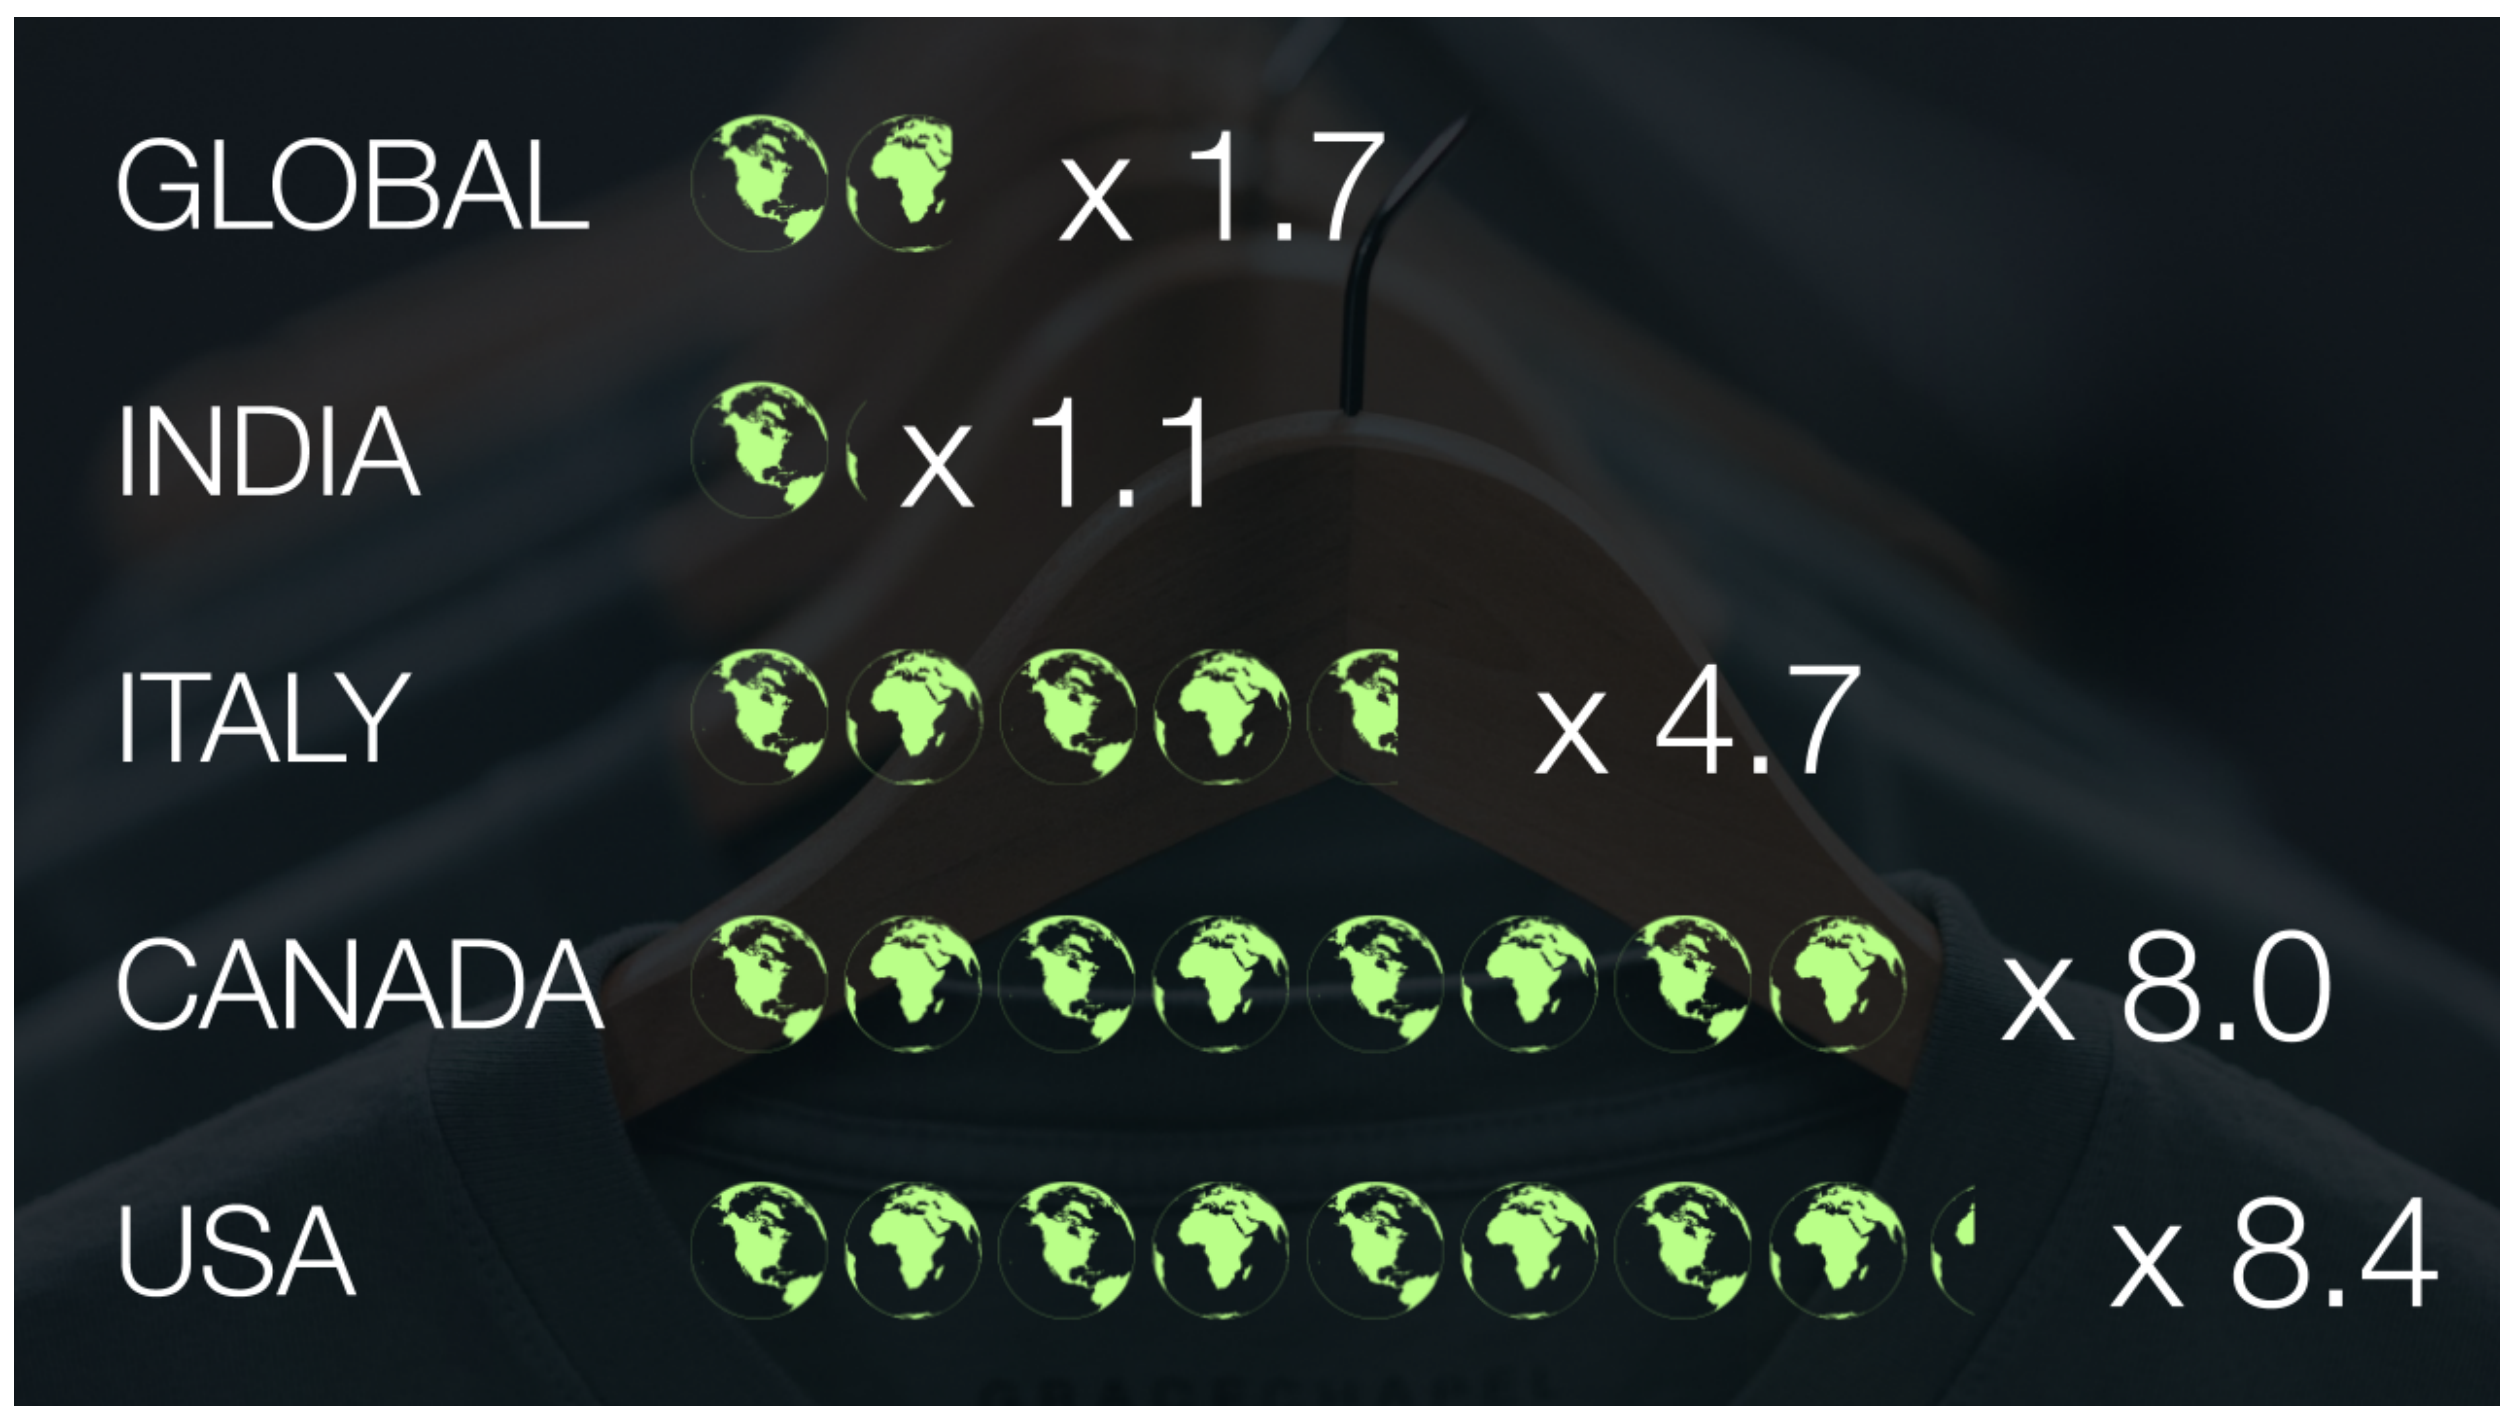 GLOBAL x 1.7
INDIA x 1.1
ITALY x 4.7
CANADA x 8.0
USA x 8.4